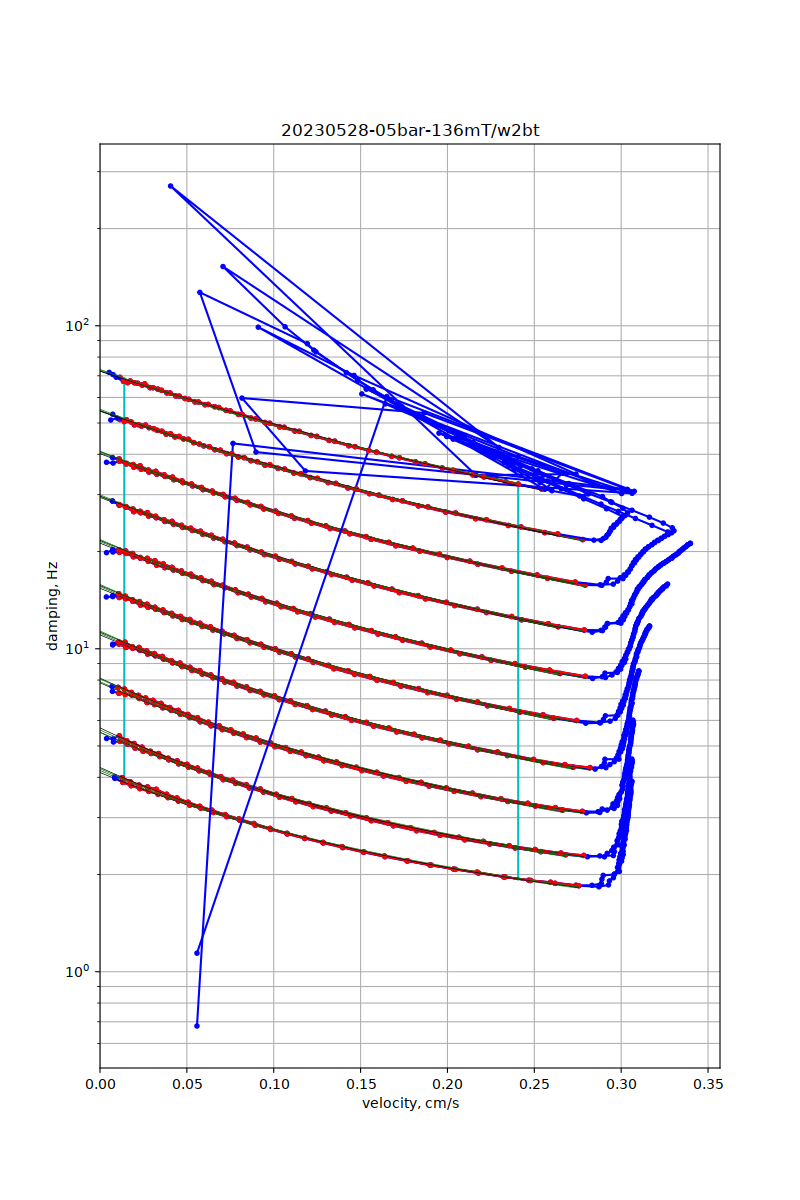 20230528-05bar-136mT/w2bt
damping, Hz
10²
10¹
10⁰
0.00 0.05 0.10 0.15 0.20 0.25 0.30 0.35
velocity, cm/s